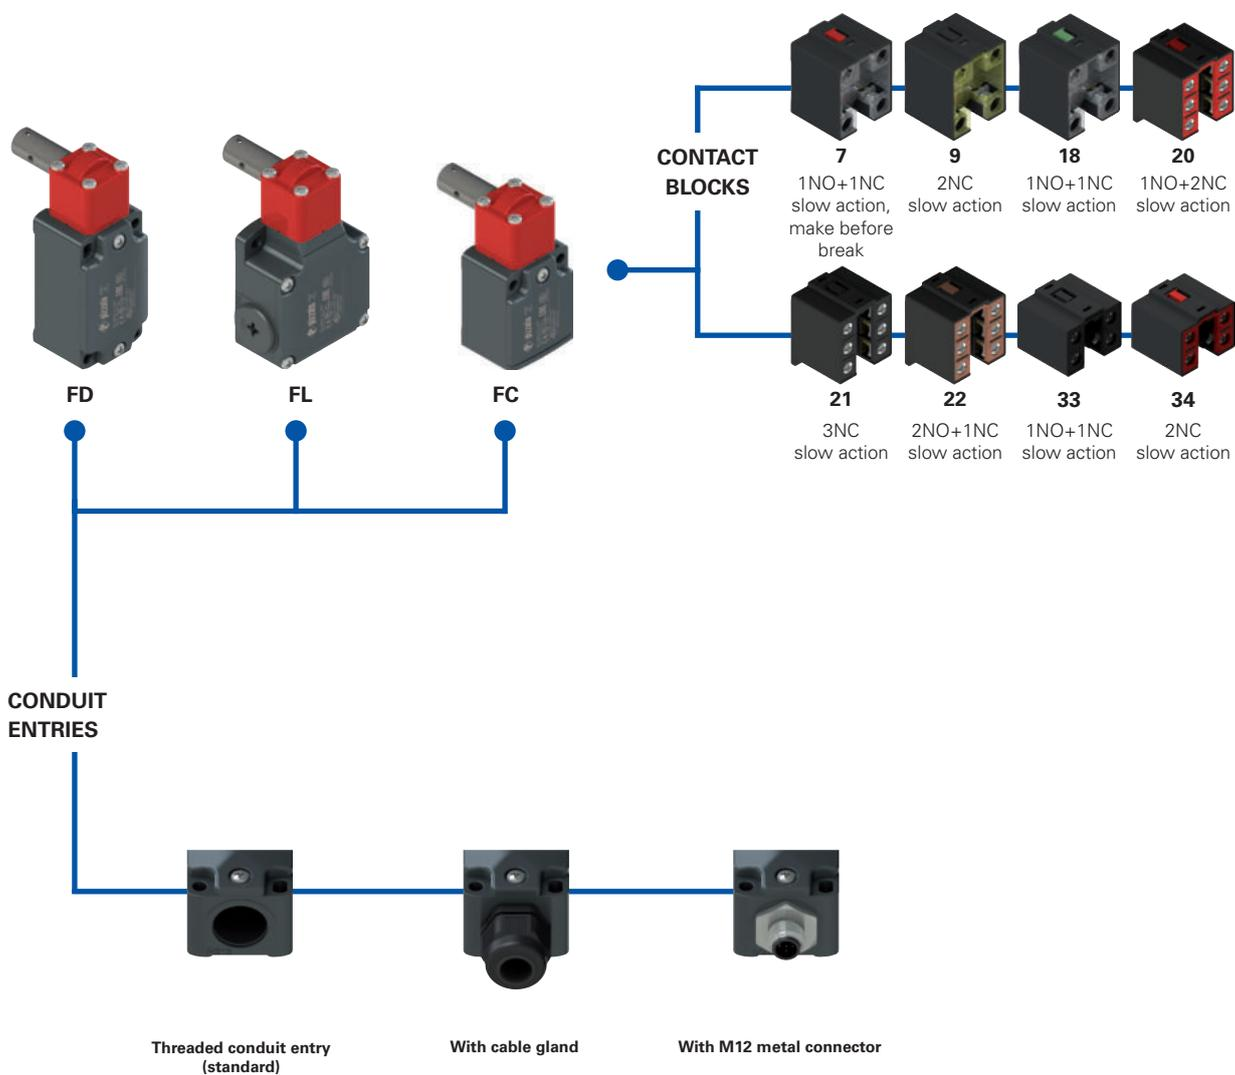 CONTACT
BLOCKS
7
9
18
20
1NO+1NC
slow action,
make before
break
2NC
slow action
1NO+1NC
slow action
1NO+2NC
slow action
21
22
33
34
3NC
slow action
2NO+1NC
slow action
1NO+1NC
slow action
2NC
slow action
FD
FL
FC
CONDUIT
ENTRIES
Threaded conduit entry
(standard)
With cable gland
With M12 metal connector